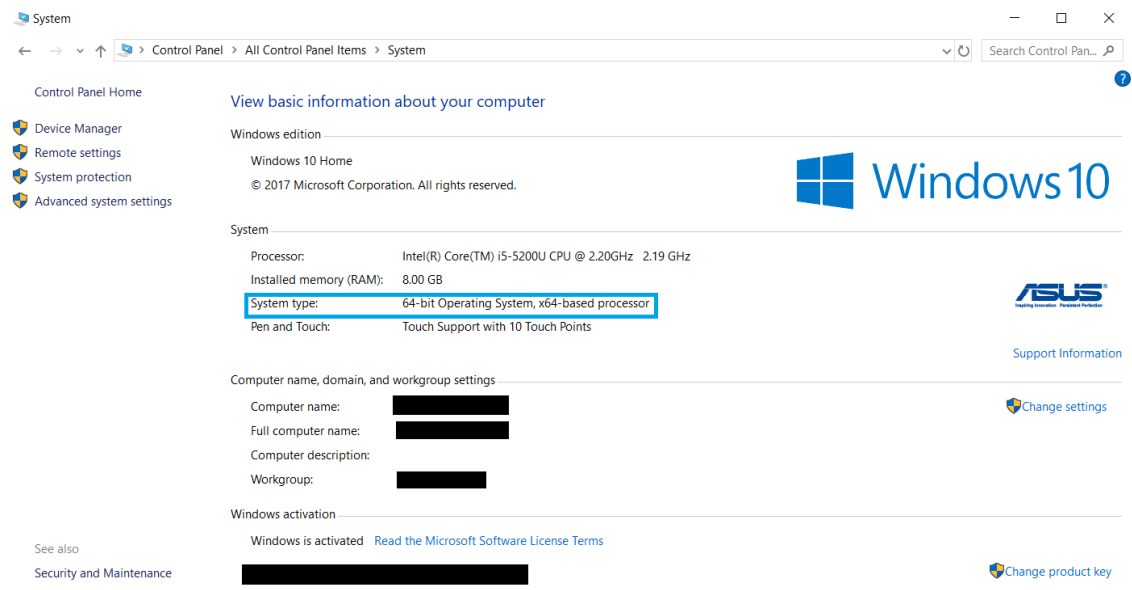 System
Control Panel > All Control Panel Items > System
Search Control Pan...
?
Control Panel Home
Device Manager
Remote settings
System protection
Advanced system settings
See also
Security and Maintenance
View basic information about your computer
Windows edition
Windows 10 Home
© 2017 Microsoft Corporation. All rights reserved.
Windows 10
System
Processor: Intel(R) Core(TM) i5-5200U CPU @ 2.20GHz 2.19 GHz
Installed memory (RAM): 8.00 GB
System type: 64-bit Operating System, x64-based processor
Pen and Touch: Touch Support with 10 Touch Points
ASUS
Inspiring Innovation Persistent Perfection
Support Information
Computer name, domain, and workgroup settings
Computer name:
Change settings
Full computer name:
Computer description:
Workgroup:
Windows activation
Windows is activated Read the Microsoft Software License Terms
Change product key